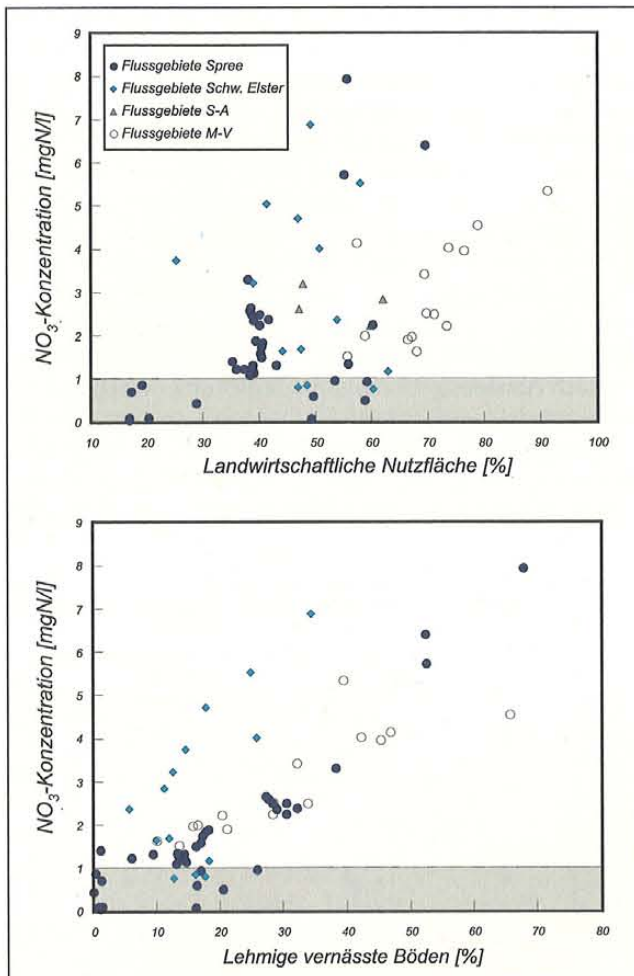 NO3-Konzentration [mgN/l]
9
8
7
6
5
4
3
2
1
0
Flussgebiete Spree
Flussgebiete Schw. Elster
Flussgebiete S-A
Flussgebiete M-V
10 20 30 40 50 60 70 80 90 100
Landwirtschaftliche Nutzfläche [%]
NO3-Konzentration [mgN/l]
9
8
7
6
5
4
3
2
1
0
0 10 20 30 40 50 60 70 80
Lehmige vernässte Böden [%]